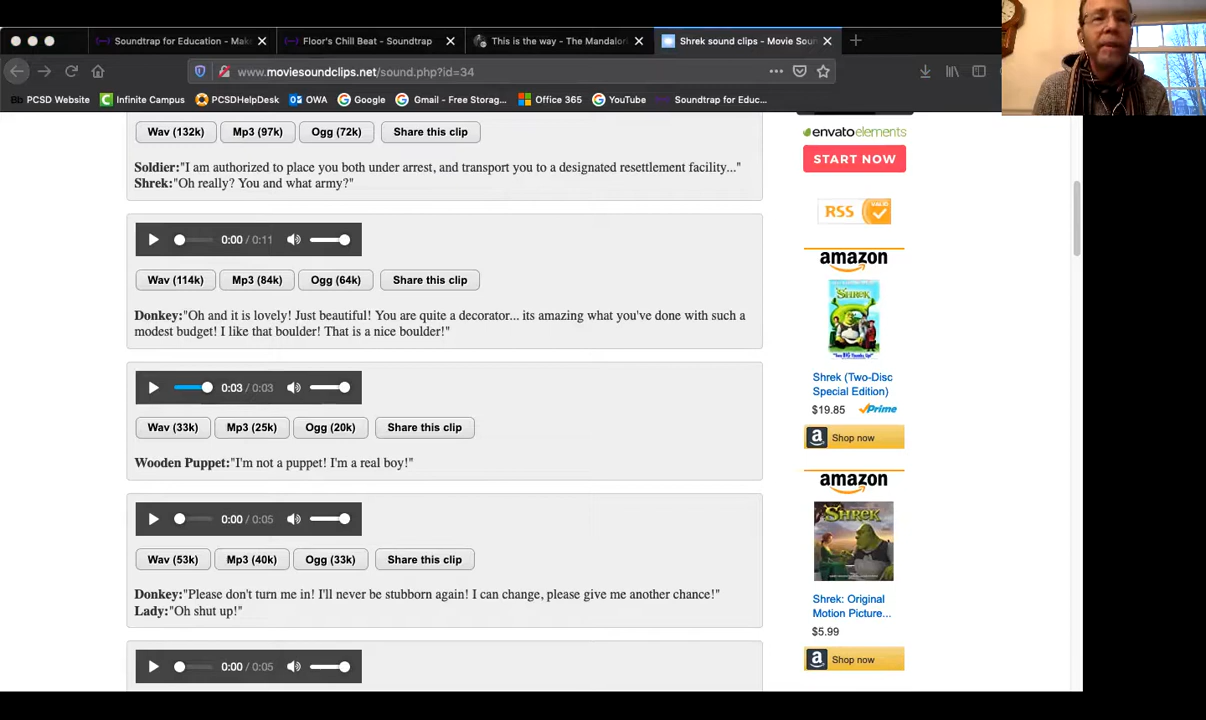 Soundtrap for Education - Mak
Floor's Chill Beat - Soundtrap
This is the way - The Mandalori
Shrek sound clips - Movie Soun
www.moviesoundclips.net/sound.php?id=34
Bb PCSD Website
Infinite Campus
PCSDHelpDesk
OWA
Google
Gmail - Free Storag...
Office 365
YouTube
Soundtrap for Educ...
Wav (132k) Mp3 (97k) Ogg (72k) Share this clip
Soldier:"I am authorized to place you both under arrest, and transport you to a designated resettlement facility..."
Shrek:"Oh really? You and what army?"
0:00 / 0:11
Wav (114k) Mp3 (84k) Ogg (64k) Share this clip
Donkey:"Oh and it is lovely! Just beautiful! You are quite a decorator... its amazing what you've done with such a
modest budget! I like that boulder! That is a nice boulder!"
0:03 / 0:03
Wav (33k) Mp3 (25k) Ogg (20k) Share this clip
Wooden Puppet:"I'm not a puppet! I'm a real boy!"
0:00 / 0:05
Wav (53k) Mp3 (40k) Ogg (33k) Share this clip
Donkey:"Please don't turn me in! I'll never be stubborn again! I can change, please give me another chance!"
Lady:"Oh shut up!"
0:00 / 0:05
envatoelements
START NOW
RSS VALID
amazon
SHREK
Shrek (Two-Disc
Special Edition)
$19.85 Prime
a Shop now
amazon
SHREK
Shrek: Original
Motion Picture...
$5.99
a Shop now